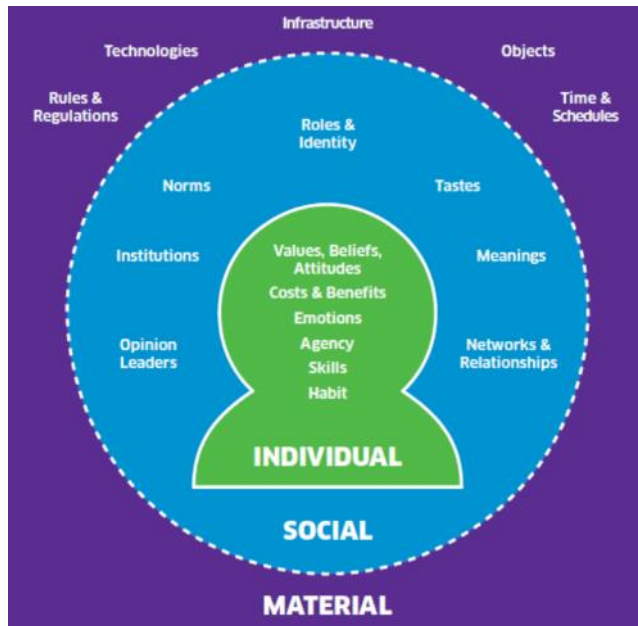 Infrastructure
Technologies
Objects
Rules &
Regulations
Time &
Schedules
Roles &
Identity
Norms
Tastes
Institutions
Meanings
Opinion
Leaders
Networks &
Relationships
Values, Beliefs,
Attitudes
Costs & Benefits
Emotions
Agency
Skills
Habit
INDIVIDUAL
SOCIAL
MATERIAL